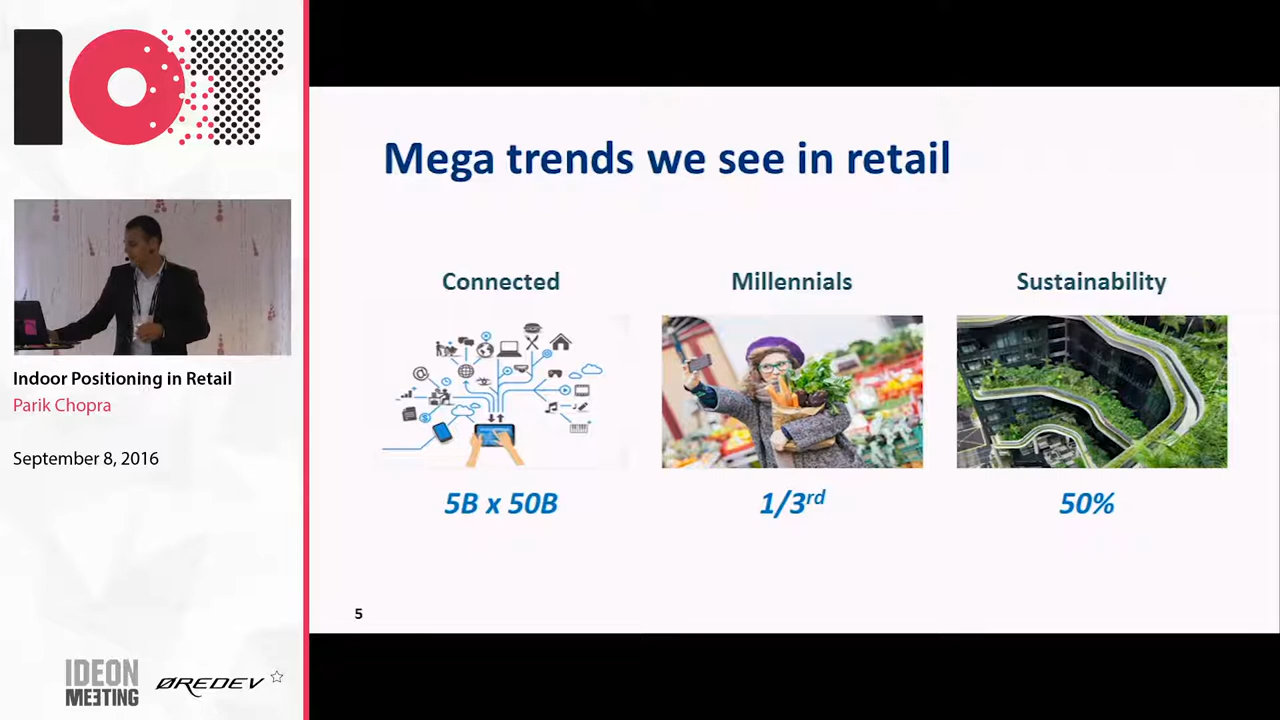 IOT
Indoor Positioning in Retail
Parik Chopra
September 8, 2016
IDEON
MEETING
ØREDEV
Mega trends we see in retail
Connected
Millennials
Sustainability
5B x 50B
1/3rd
50%
5